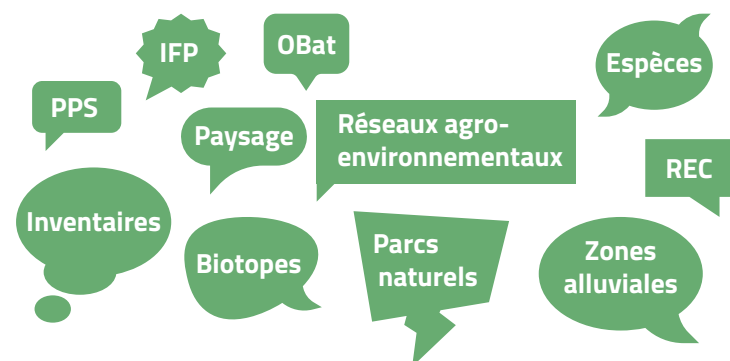 IFP
OBat
Espèces
PPS
Paysage
Réseaux agro-
environnementaux
REC
Inventaires
Biotopes
Parcs
naturels
Zones
alluviales